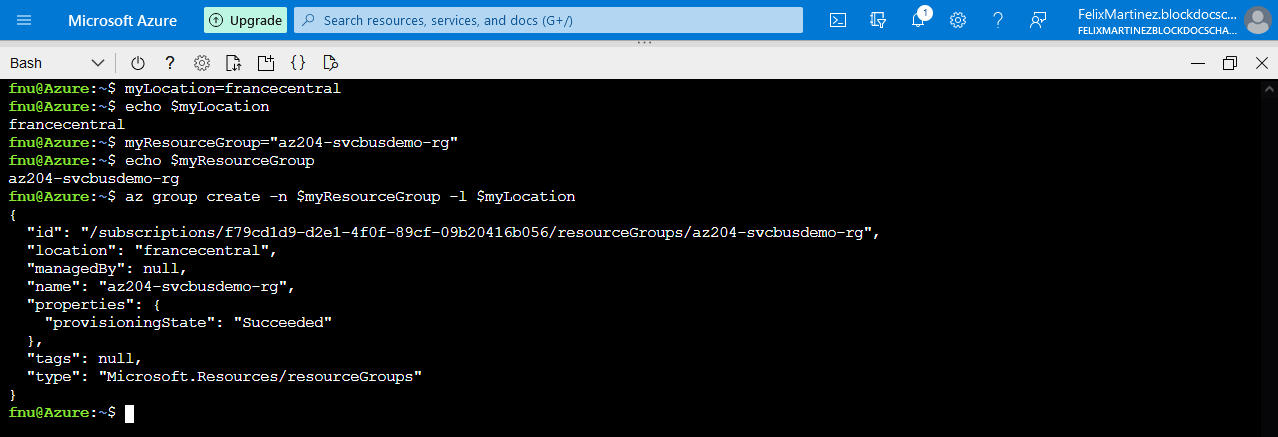 Microsoft Azure
Upgrade
Search resources, services, and docs (G+/)
1
FelixMartinez.blockdocsc...
FELIXMARTINEZBLOCKDOCSCHA...
Bash
fnu@Azure:~$ myLocation=francecentral
fnu@Azure:~$ echo $myLocation
francecentral
fnu@Azure:~$ myResourceGroup="az204-svcbusdemo-rg"
fnu@Azure:~$ echo $myResourceGroup
az204-svcbusdemo-rg
fnu@Azure:~$ az group create -n $myResourceGroup -l $myLocation
{
  "id": "/subscriptions/f79cd1d9-d2e1-4f0f-89cf-09b20416b056/resourceGroups/az204-svcbusdemo-rg",
  "location": "francecentral",
  "managedBy": null,
  "name": "az204-svcbusdemo-rg",
  "properties": {
    "provisioningState": "Succeeded"
  },
  "tags": null,
  "type": "Microsoft.Resources/resourceGroups"
}
fnu@Azure:~$